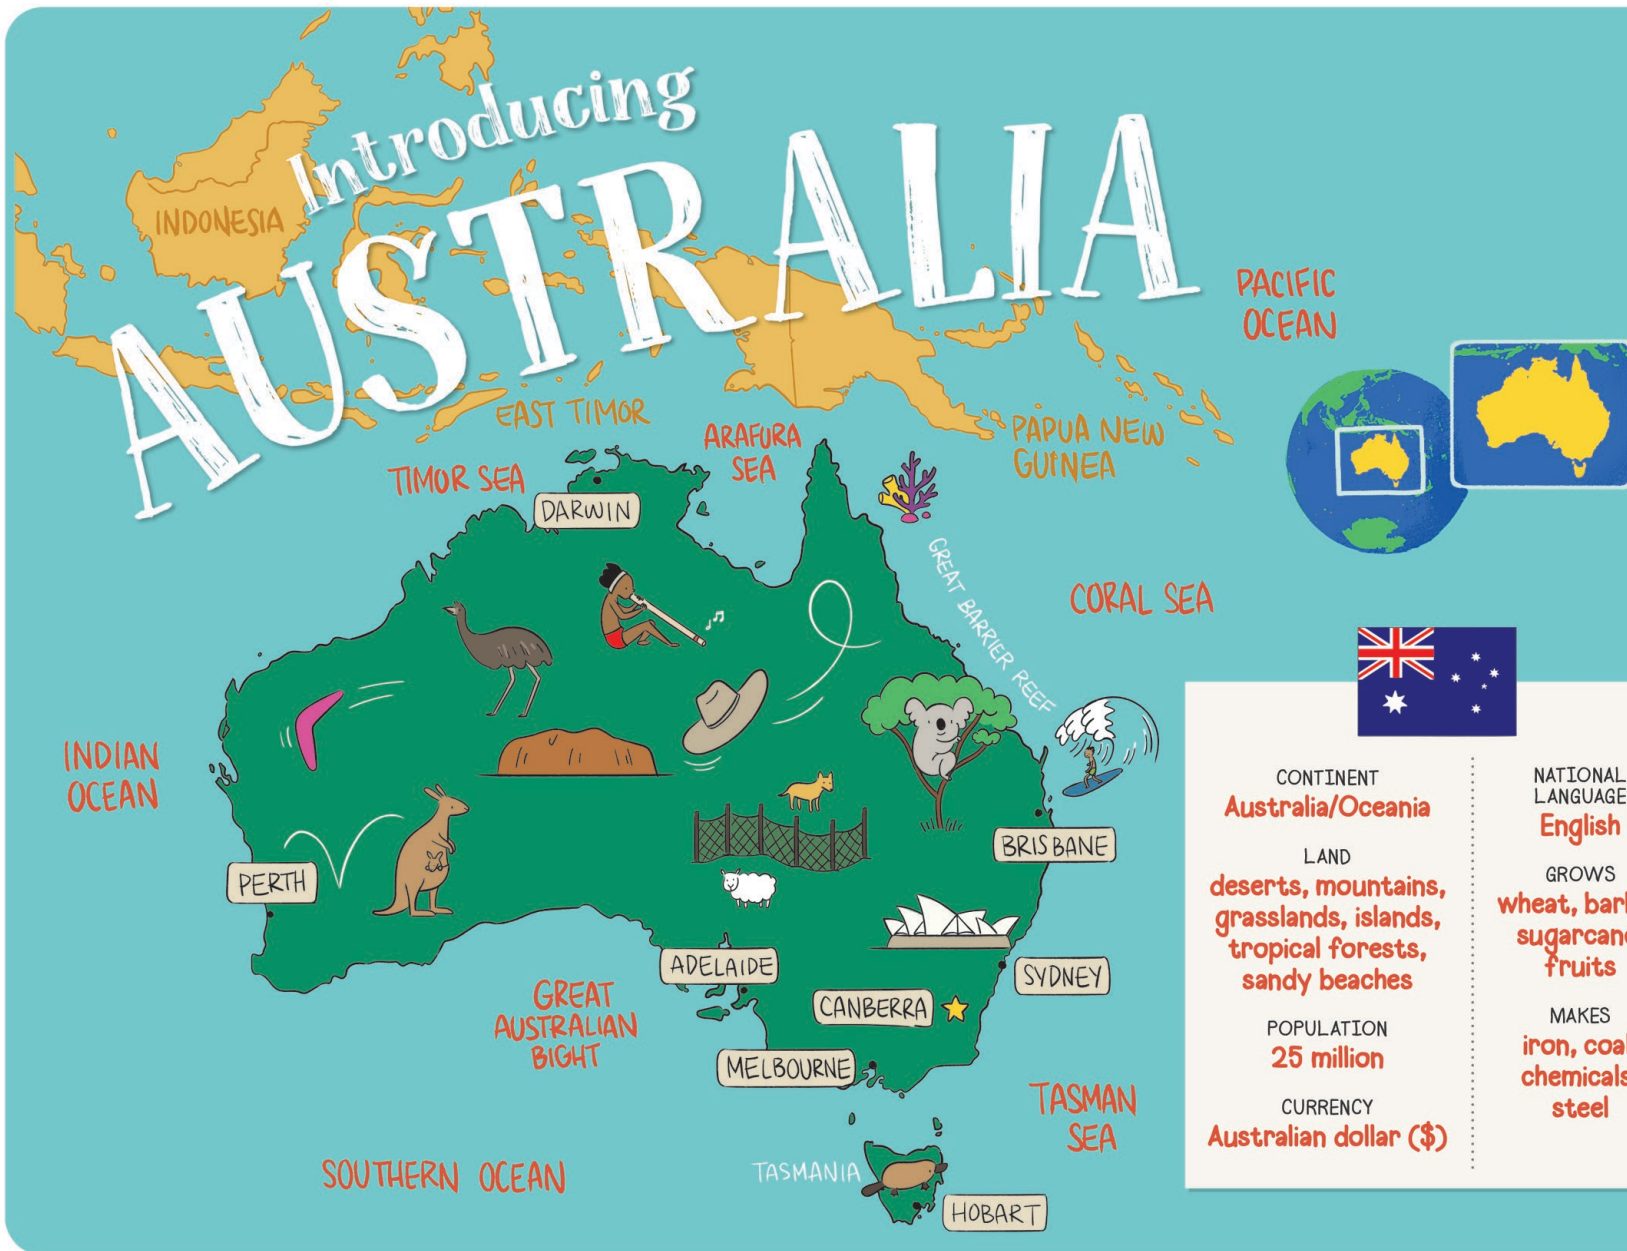 Introducing
AUSTRALIA
INDONESIA
PACIFIC
OCEAN
EAST TIMOR
ARAFURA
SEA
PAPUA NEW
GUINEA
TIMOR SEA
DARWIN
GREAT BARRIER REEF
CORAL SEA
INDIAN
OCEAN
PERTH
BRISBANE
ADELAIDE
SYDNEY
CANBERRA
GREAT
AUSTRALIAN
BIGHT
MELBOURNE
TASMAN
SEA
SOUTHERN OCEAN
TASMANIA
HOBART
CONTINENT
Australia/Oceania
LAND
deserts, mountains,
grasslands, islands,
tropical forests,
sandy beaches
POPULATION
25 million
CURRENCY
Australian dollar ($)
NATIONAL
LANGUAGE
English
GROWS
wheat,
fruits
MAKES
iron,
steel